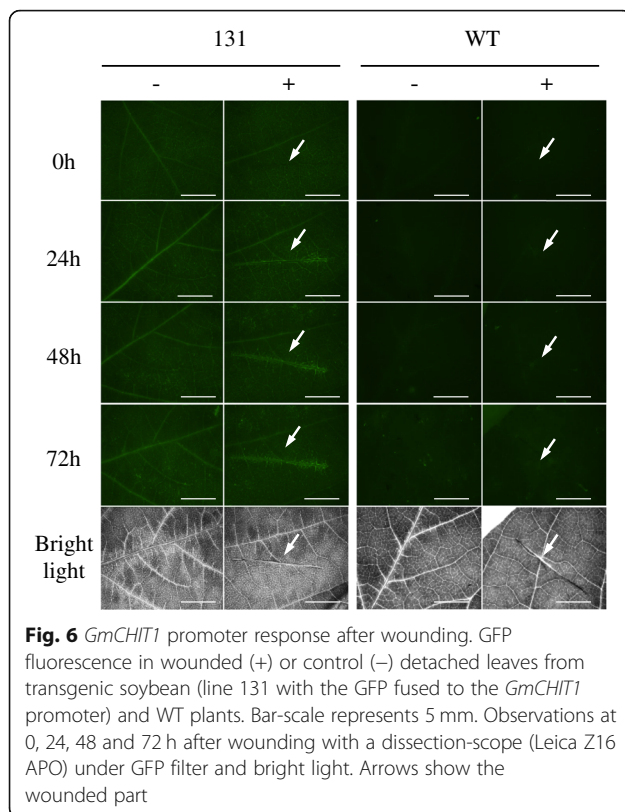 131 WT
- + - +
0h
24h
48h
72h
Bright
light
Fig. 6 GmCHIT1 promoter response after wounding. GFP
fluorescence in wounded (+) or control (−) detached leaves from
transgenic soybean (line 131 with the GFP fused to the GmCHIT1
promoter) and WT plants. Bar-scale represents 5 mm. Observations at
0, 24, 48 and 72 h after wounding with a dissection-scope (Leica Z16
APO) under GFP filter and bright light. Arrows show the
wounded part